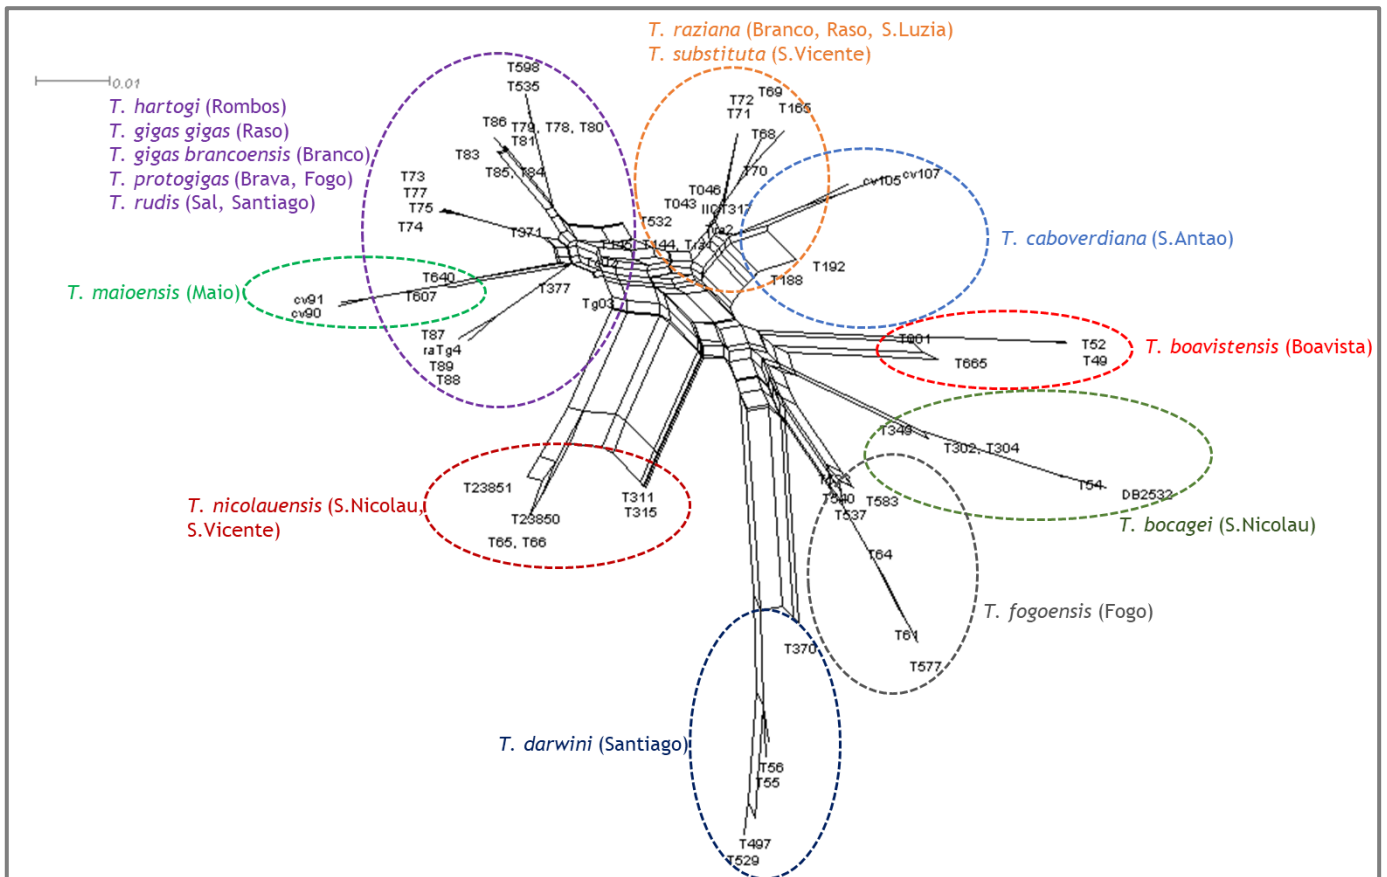 T. raziana (Branco, Raso, S.Luzia)
T. substituta (S.Vicente)
0.01
T. hartogi (Rombos)
T. gigas gigas (Raso)
T. gigas brancoensis (Branco)
T. protogigas (Brava, Fogo)
T. rudis (Sal, Santiago)
T598
T535
T86
T79, T78, T80
T81
T83
T85, T84
T73
T77
T75
T74
T371
T72
T71
T69
T165
T68
T70
T046
T043
T317
T532
T144,
cv105
cv107
T. caboverdiana (S.Antao)
T192
T188
T640
T607
cv91
cv90
T. maioensis (Maio)
T377
Tg03
T87
raTg4
T89
T88
T52
T49
T665
T. boavistensis (Boavista)
T349
T302, T304
T54
DB2532
T. bocagei (S.Nicolau)
T23851
T23850
T65, T66
T311
T315
T. nicolauensis (S.Nicolau,
S.Vicente)
T540
T583
T537
T64
T61
T577
T. fogoensis (Fogo)
T370
T. darwini (Santiago)
T56
T55
T497
T529